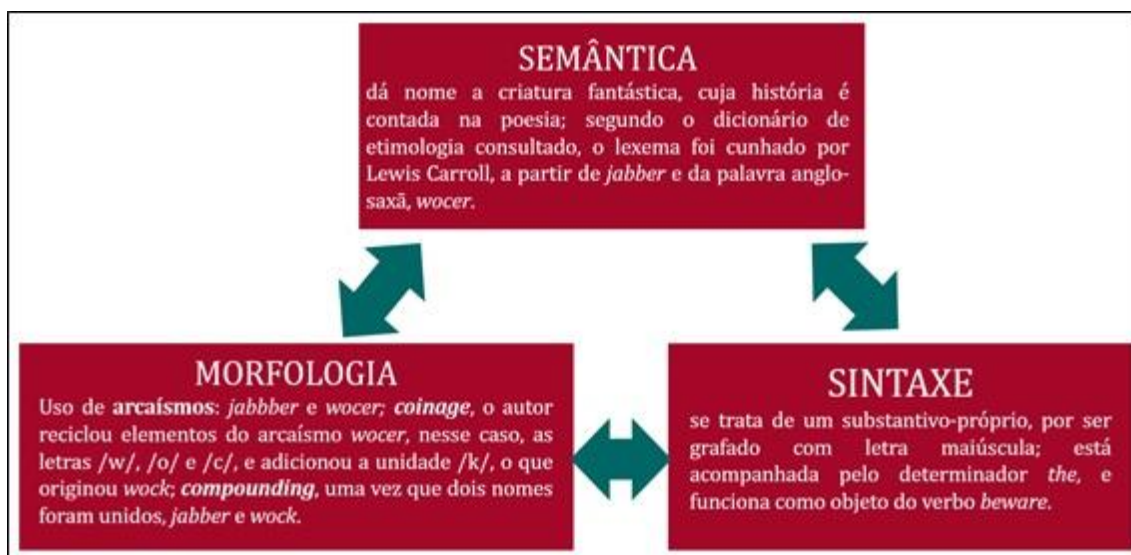 SEMÂNTICA
dá nome a criatura fantástica, cuja história é
contada na poesia; segundo o dicionário de
etimologia consultado, o lexema foi cunhado por
Lewis Carroll, a partir de jabber e da palavra anglo-
saxã, wocer.
MORFOLOGIA
Uso de arcaísmos: jabbber e wocer; coinage, o autor
reciclou elementos do arcaísmo wocer, nesse caso, as
letras /w/, /o/ e /c/, e adicionou a unidade /k/, o que
originou wock; compounding, uma vez que dois nomes
foram unidos, jabber e wock.
SINTAXE
se trata de um substantivo-próprio, por ser
grafado com letra maiúscula; está
acompanhada pelo determinador the, e
funciona como objeto do verbo beware.